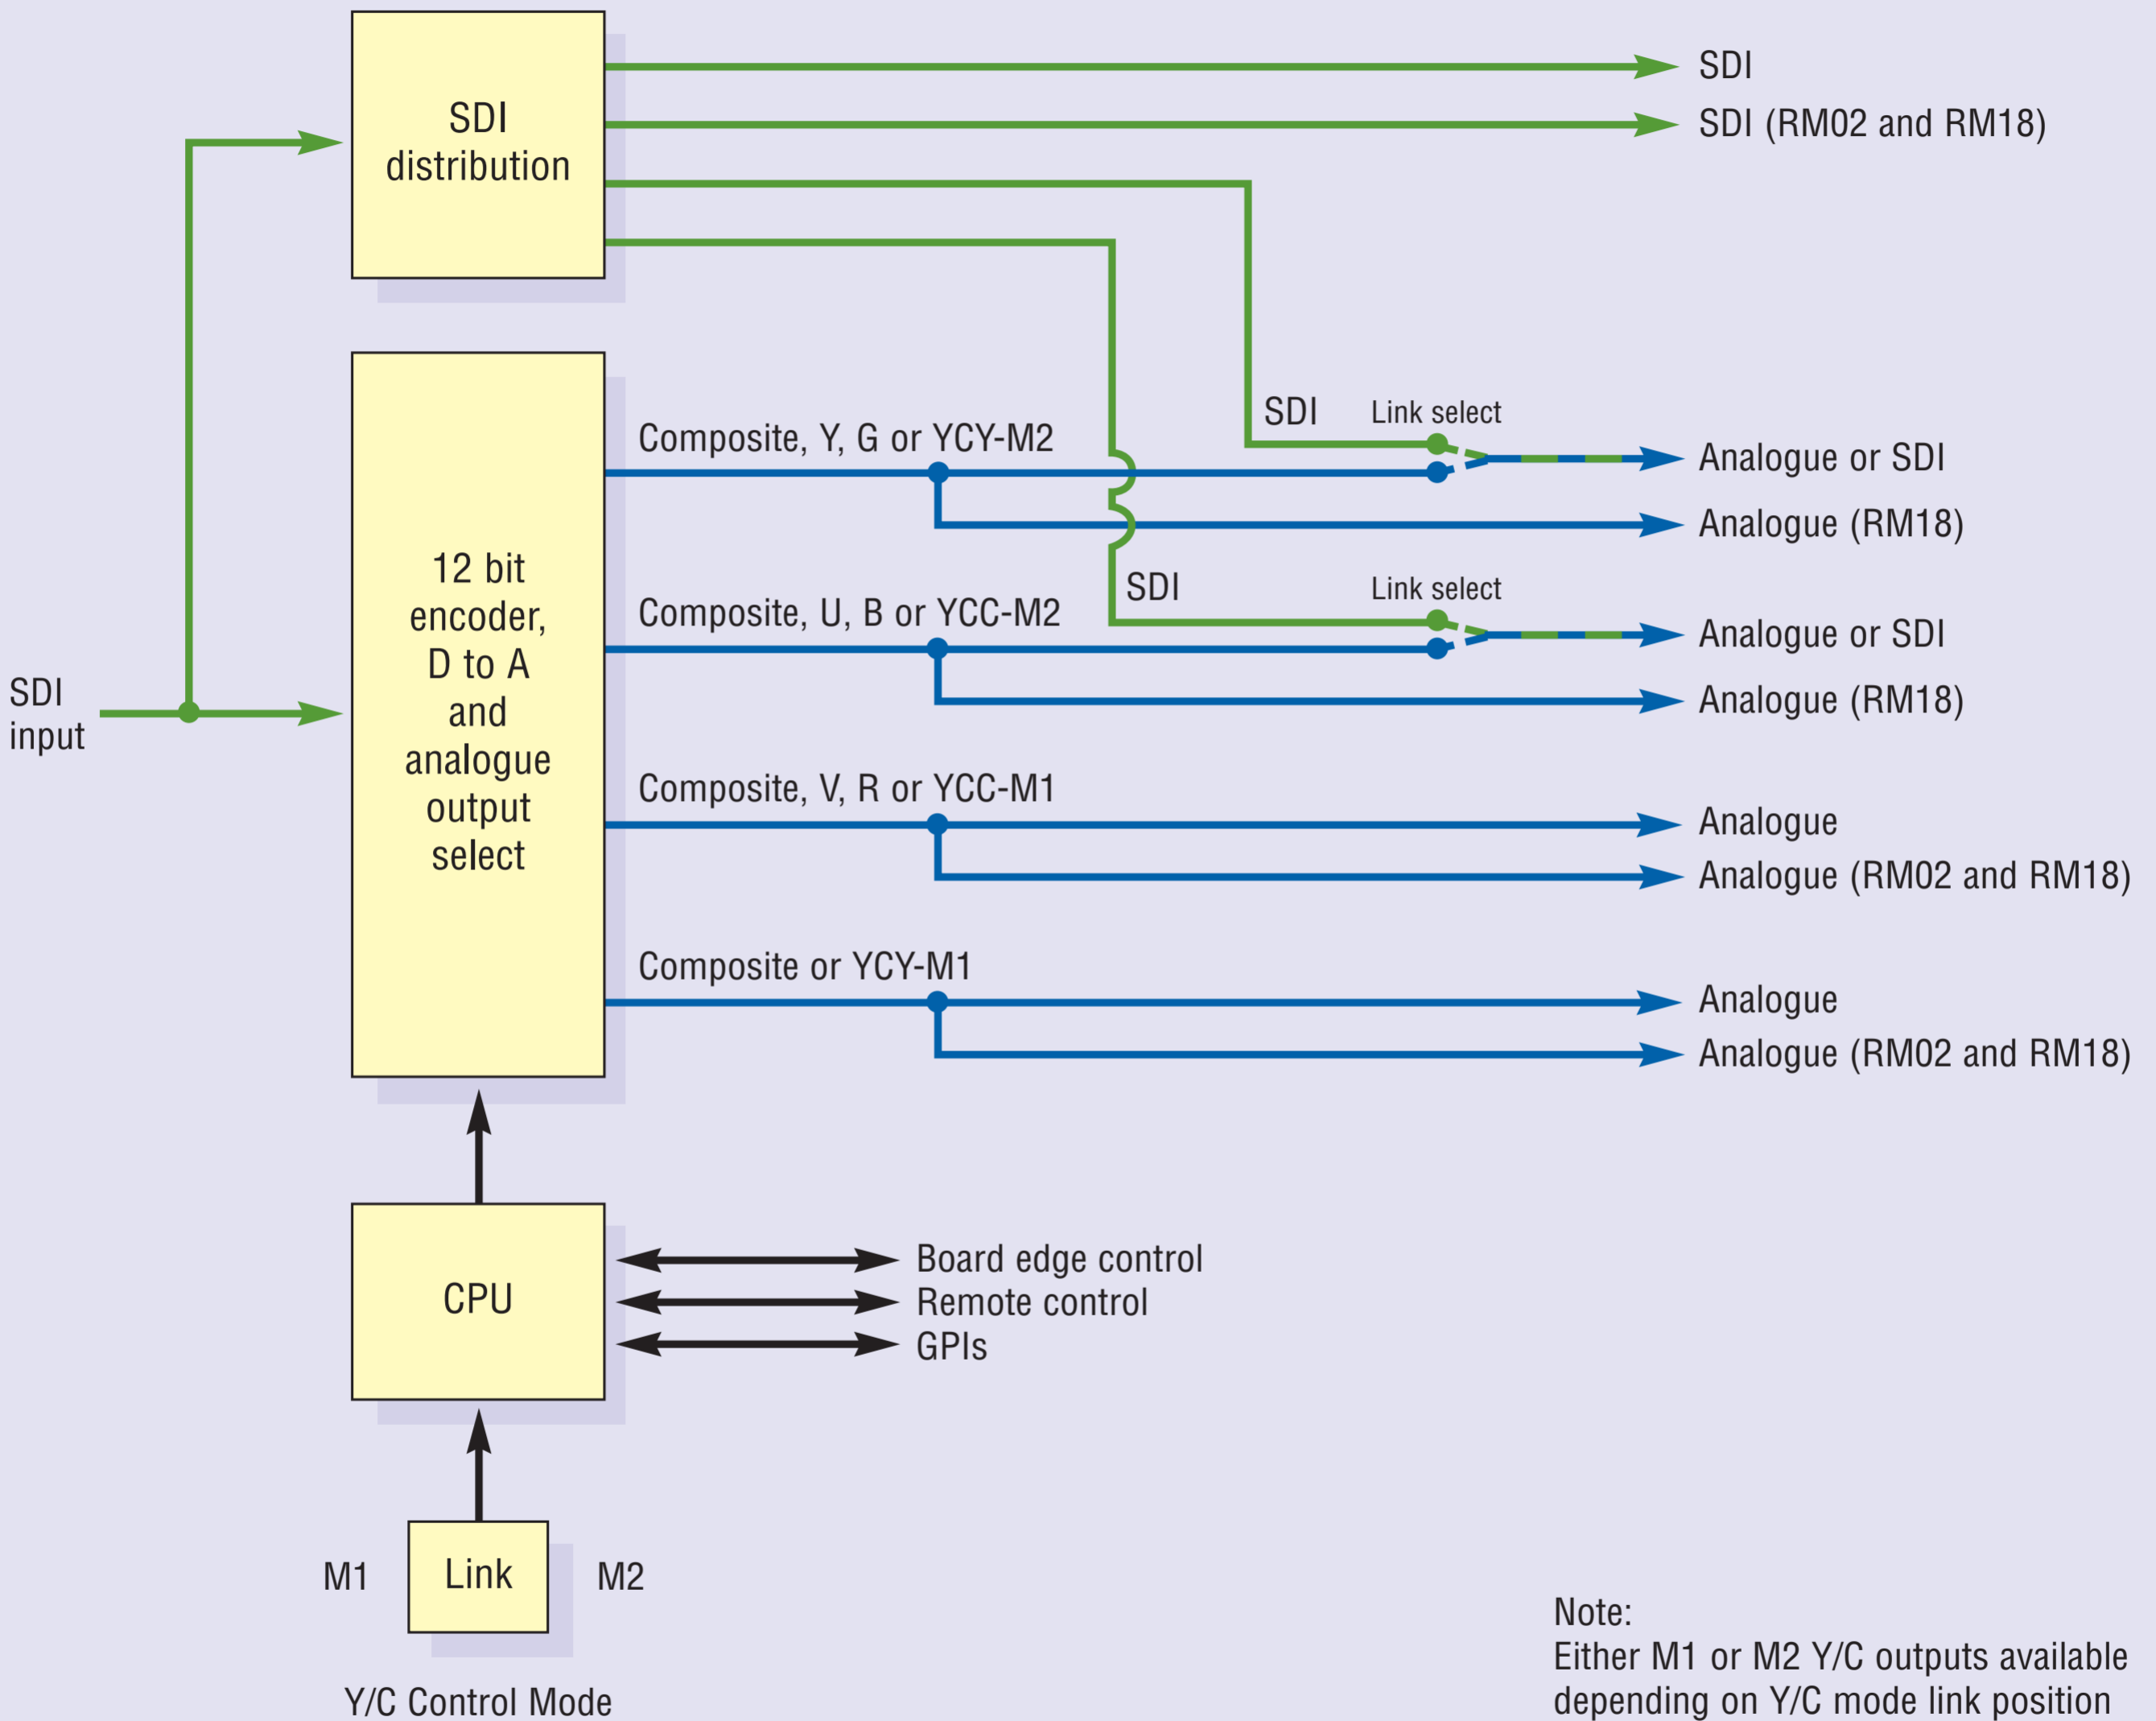 SDI
distribution
SDI
SDI (RM02 and RM18)
SDI
Link select
Composite, Y, G or YCY-M2
Analogue or SDI
Analogue (RM18)
12 bit
encoder,
D to A
and
analogue
output
select
SDI
Link select
Composite, U, B or YCC-M2
Analogue or SDI
Analogue (RM18)
SDI
input
Composite, V, R or YCC-M1
Analogue
Analogue (RM02 and RM18)
Composite or YCY-M1
Analogue
Analogue (RM02 and RM18)
CPU
Board edge control
Remote control
GPIs
M1
Link
M2
Y/C Control Mode
Note:
Either M1 or M2 Y/C outputs available
depending on Y/C mode link position